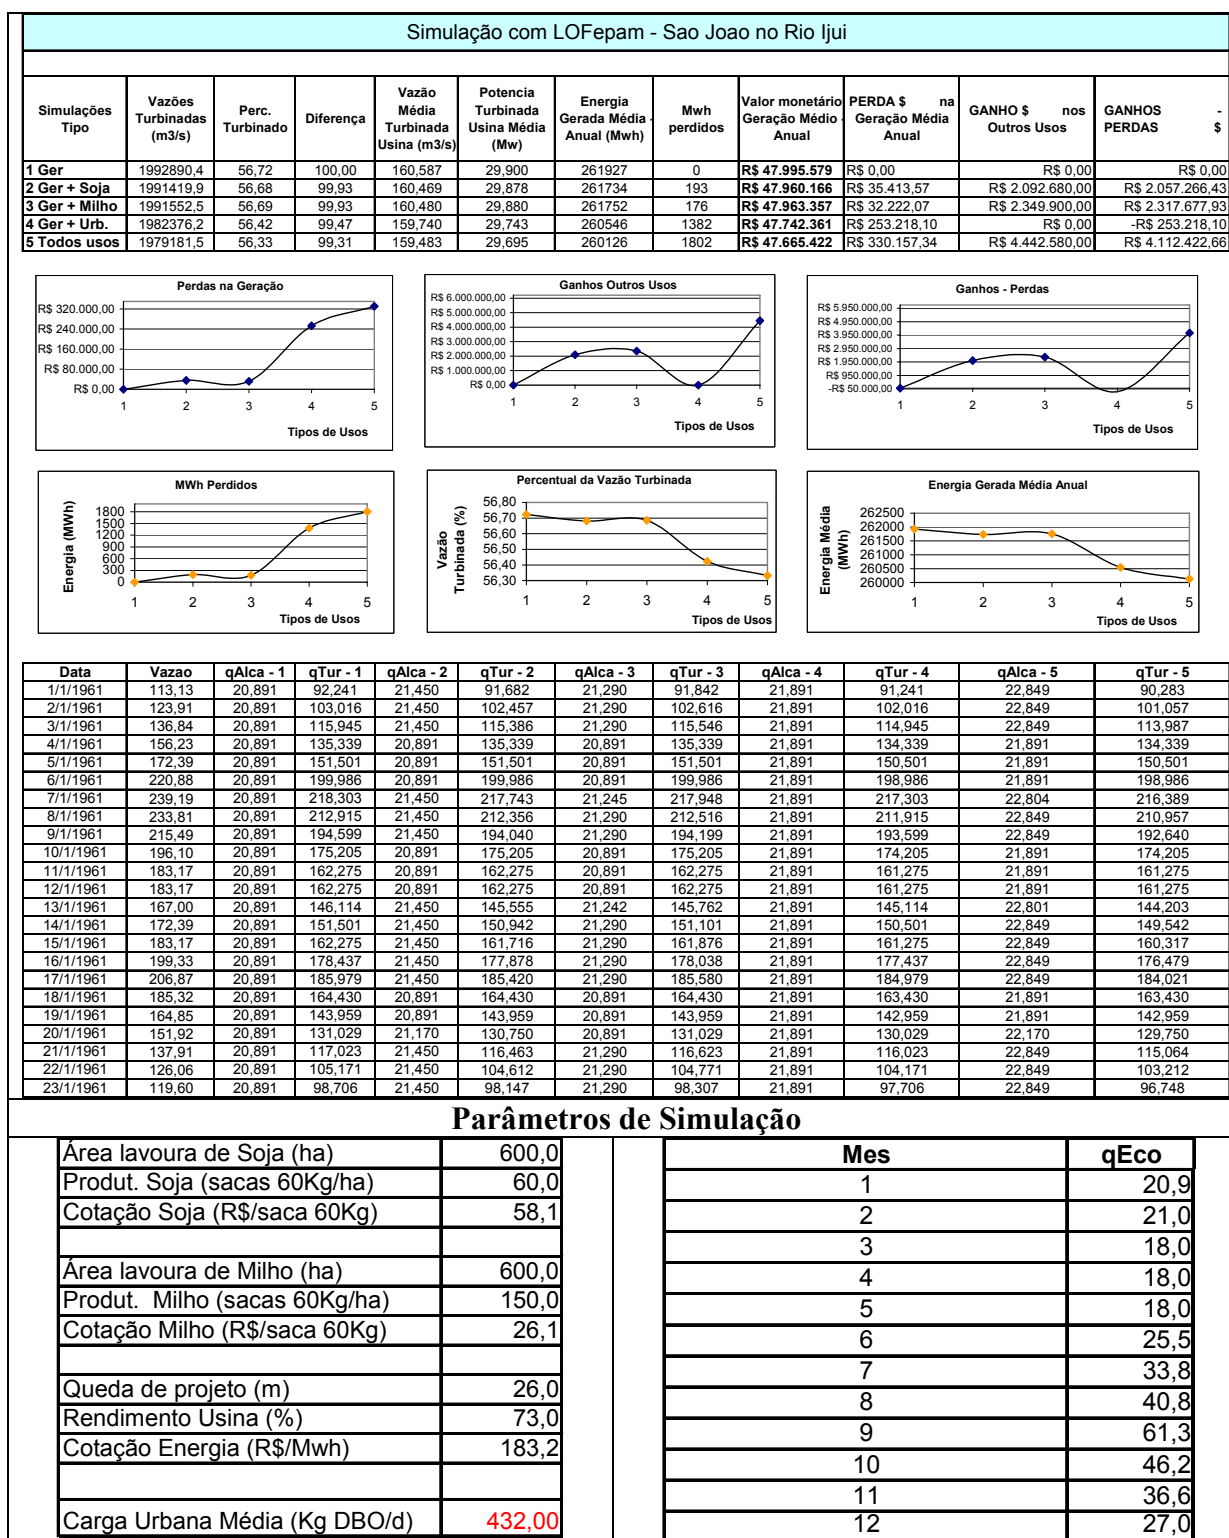 Simulação com LOFepam - Sao Joao no Rio Ijui
Simulações Tipo | Vazões Turbinadas (m3/s) | Perc. Turbinado | Diferença | Vazão Média Turbinada Usina (m3/s) | Potencia Turbinada Usina Média (Mw) | Energia Gerada Média - Anual (Mwh) | Mwh perdidos | Valor monetário Geração Médio - Anual | PERDA $ na Geração Média Anual | GANHO $ nos Outros Usos | GANHOS - PERDAS $
1 Ger | 1992890,4 | 56,72 | 100,00 | 160,587 | 29,900 | 261927 | 0 | R$ 47.995.579 | R$ 0,00 | R$ 0,00 | R$ 0,00
2 Ger + Soja | 1991419,9 | 56,68 | 99,93 | 160,469 | 29,878 | 261734 | 193 | R$ 47.960.166 | R$ 35.413,57 | R$ 2.092.680,00 | R$ 2.057.266,43
3 Ger + Milho | 1991552,5 | 56,69 | 99,93 | 160,480 | 29,880 | 261752 | 176 | R$ 47.963.357 | R$ 32.222,07 | R$ 2.349.900,00 | R$ 2.317.677,93
4 Ger + Urb. | 1982376,2 | 56,42 | 99,47 | 159,740 | 29,743 | 260546 | 1382 | R$ 47.742.361 | R$ 253.218,10 | R$ 0,00 | -R$ 253.218,10
5 Todos usos | 1979181,5 | 56,33 | 99,31 | 159,483 | 29,695 | 260126 | 1802 | R$ 47.665.422 | R$ 330.157,34 | R$ 4.442.580,00 | R$ 4.112.422,66
Perdas na Geração
R$ 320.000,00
R$ 240.000,00
R$ 160.000,00
R$ 80.000,00
R$ 0,00
1 2 3 4 5
Tipos de Usos
Ganhos Outros Usos
R$ 6.000.000,00
R$ 5.000.000,00
R$ 4.000.000,00
R$ 3.000.000,00
R$ 2.000.000,00
R$ 1.000.000,00
R$ 0,00
1 2 3 4 5
Tipos de Usos
Ganhos - Perdas
R$ 5.950.000,00
R$ 4.950.000,00
R$ 3.950.000,00
R$ 2.950.000,00
R$ 1.950.000,00
R$ 950.000,00
-R$ 50.000,00
1 2 3 4 5
Tipos de Usos
MWh Perdidos
Energia (MWh)
1800
1500
1200
900
600
300
0
1 2 3 4 5
Tipos de Usos
Percentual da Vazão Turbinada
Vazão Turbinada (%)
56,80
56,70
56,60
56,50
56,40
56,30
1 2 3 4 5
Tipos de Usos
Energia Gerada Média Anual
Energia Média (MWh)
262500
262000
261500
261000
260500
260000
1 2 3 4 5
Tipos de Usos
Data | Vazao | qAlca - 1 | qTur - 1 | qAlca - 2 | qTur - 2 | qAlca - 3 | qTur - 3 | qAlca - 4 | qTur - 4 | qAlca - 5 | qTur - 5
1/1/1961 | 113,13 | 20,891 | 92,241 | 21,450 | 91,682 | 21,290 | 91,842 | 21,891 | 91,241 | 22,849 | 90,283
2/1/1961 | 123,91 | 20,891 | 103,016 | 21,450 | 102,457 | 21,290 | 102,616 | 21,891 | 102,016 | 22,849 | 101,057
3/1/1961 | 136,84 | 20,891 | 115,945 | 21,450 | 115,386 | 21,290 | 115,546 | 21,891 | 114,945 | 22,849 | 113,987
4/1/1961 | 156,23 | 20,891 | 135,339 | 20,891 | 135,339 | 20,891 | 135,339 | 21,891 | 134,339 | 21,891 | 134,339
5/1/1961 | 172,39 | 20,891 | 151,501 | 20,891 | 151,501 | 20,891 | 151,501 | 21,891 | 150,501 | 21,891 | 150,501
6/1/1961 | 220,88 | 20,891 | 199,986 | 20,891 | 199,986 | 20,891 | 199,986 | 21,891 | 198,986 | 21,891 | 198,986
7/1/1961 | 239,19 | 20,891 | 218,303 | 21,450 | 217,743 | 21,245 | 217,948 | 21,891 | 217,303 | 22,804 | 216,389
8/1/1961 | 233,81 | 20,891 | 212,915 | 21,450 | 212,356 | 21,290 | 212,516 | 21,891 | 211,915 | 22,849 | 210,957
9/1/1961 | 215,49 | 20,891 | 194,599 | 21,450 | 194,040 | 21,290 | 194,199 | 21,891 | 193,599 | 22,849 | 192,640
10/1/1961 | 196,10 | 20,891 | 175,205 | 20,891 | 175,205 | 20,891 | 175,205 | 21,891 | 174,205 | 21,891 | 174,205
11/1/1961 | 183,17 | 20,891 | 162,275 | 20,891 | 162,275 | 20,891 | 162,275 | 21,891 | 161,275 | 21,891 | 161,275
12/1/1961 | 183,17 | 20,891 | 162,275 | 20,891 | 162,275 | 20,891 | 162,275 | 21,891 | 161,275 | 21,891 | 161,275
13/1/1961 | 167,00 | 20,891 | 146,114 | 21,450 | 145,555 | 21,242 | 145,762 | 21,891 | 145,114 | 22,801 | 144,203
14/1/1961 | 172,39 | 20,891 | 151,501 | 21,450 | 150,942 | 21,290 | 151,101 | 21,891 | 150,501 | 22,849 | 149,542
15/1/1961 | 183,17 | 20,891 | 162,275 | 21,450 | 161,716 | 21,290 | 161,876 | 21,891 | 161,275 | 22,849 | 160,317
16/1/1961 | 199,33 | 20,891 | 178,437 | 21,450 | 177,878 | 21,290 | 178,038 | 21,891 | 177,437 | 22,849 | 176,479
17/1/1961 | 206,87 | 20,891 | 185,979 | 21,450 | 185,420 | 21,290 | 185,580 | 21,891 | 184,979 | 22,849 | 184,021
18/1/1961 | 185,32 | 20,891 | 164,430 | 20,891 | 164,430 | 20,891 | 164,430 | 21,891 | 163,430 | 21,891 | 163,430
19/1/1961 | 164,85 | 20,891 | 143,959 | 20,891 | 143,959 | 20,891 | 143,959 | 21,891 | 142,959 | 21,891 | 142,959
20/1/1961 | 151,92 | 20,891 | 131,029 | 21,170 | 130,750 | 20,891 | 131,029 | 21,891 | 130,029 | 22,170 | 129,750
21/1/1961 | 137,91 | 20,891 | 117,023 | 21,450 | 116,463 | 21,290 | 116,623 | 21,891 | 116,023 | 22,849 | 115,064
22/1/1961 | 126,06 | 20,891 | 105,171 | 21,450 | 104,612 | 21,290 | 104,771 | 21,891 | 104,171 | 22,849 | 103,212
23/1/1961 | 119,60 | 20,891 | 98,706 | 21,450 | 98,147 | 21,290 | 98,307 | 21,891 | 97,706 | 22,849 | 96,748
Parâmetros de Simulação
Área lavoura de Soja (ha) | 600,0
Produt. Soja (sacas 60Kg/ha) | 60,0
Cotação Soja (R$/saca 60Kg) | 58,1
Área lavoura de Milho (ha) | 600,0
Produt. Milho (sacas 60Kg/ha) | 150,0
Cotação Milho (R$/saca 60Kg) | 26,1
Queda de projeto (m) | 26,0
Rendimento Usina (%) | 73,0
Cotação Energia (R$/Mwh) | 183,2
Carga Urbana Média (Kg DBO/d) | 432,00
Mes | qEco
1 | 20,9
2 | 21,0
3 | 18,0
4 | 18,0
5 | 18,0
6 | 25,5
7 | 33,8
8 | 40,8
9 | 61,3
10 | 46,2
11 | 36,6
12 | 27,0